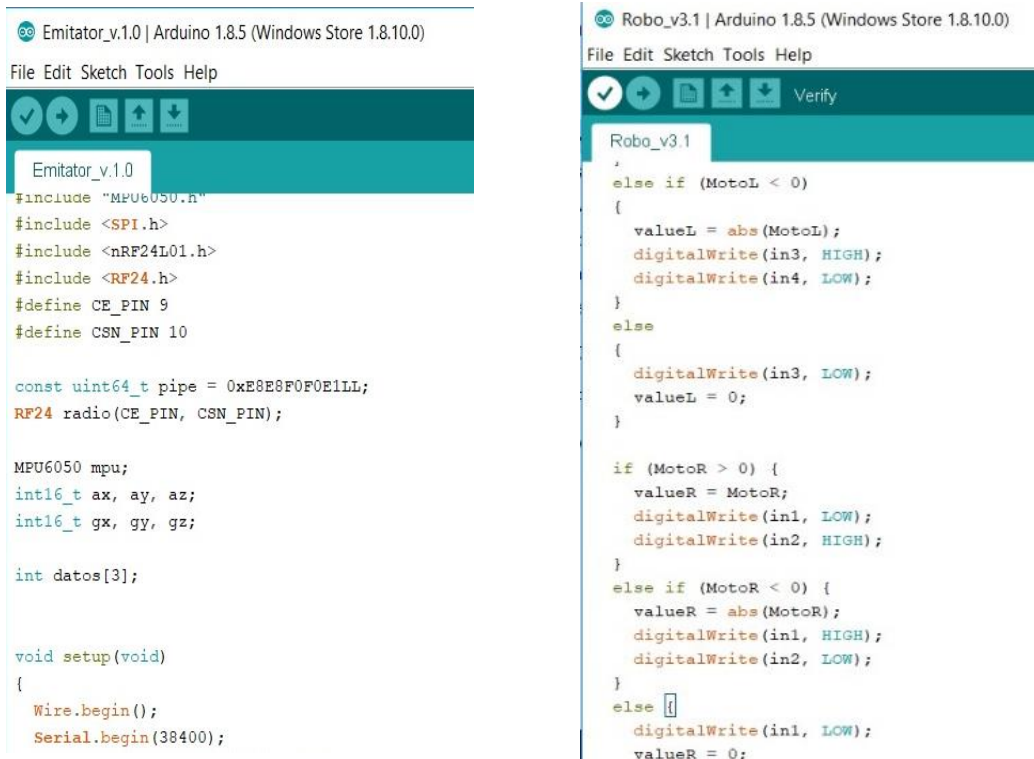 Emitator_v.1.0 | Arduino 1.8.5 (Windows Store 1.8.10.0)
File Edit Sketch Tools Help
Emitator_v.1.0
#include "MPU6050.h"
#include <SPI.h>
#include <nRF24L01.h>
#include <RF24.h>
#define CE_PIN 9
#define CSN_PIN 10
const uint64_t pipe = 0xE8E8F0F0E1LL;
RF24 radio(CE_PIN, CSN_PIN);
MPU6050 mpu;
int16_t ax, ay, az;
int16_t gx, gy, gz;
int datos[3];
void setup(void)
{
Wire.begin();
Serial.begin(38400);
Robo_v3.1 | Arduino 1.8.5 (Windows Store 1.8.10.0)
File Edit Sketch Tools Help
Verify
Robo_v3.1
}
else if (MotoL < 0)
{
valueL = abs(MotoL);
digitalWrite(in3, HIGH);
digitalWrite(in4, LOW);
}
else
{
digitalWrite(in3, LOW);
valueL = 0;
}
if (MotoR > 0) {
valueR = MotoR;
digitalWrite(in1, LOW);
digitalWrite(in2, HIGH);
}
else if (MotoR < 0) {
valueR = abs(MotoR);
digitalWrite(in1, HIGH);
digitalWrite(in2, LOW);
}
else {
digitalWrite(in1, LOW);
valueR = 0;